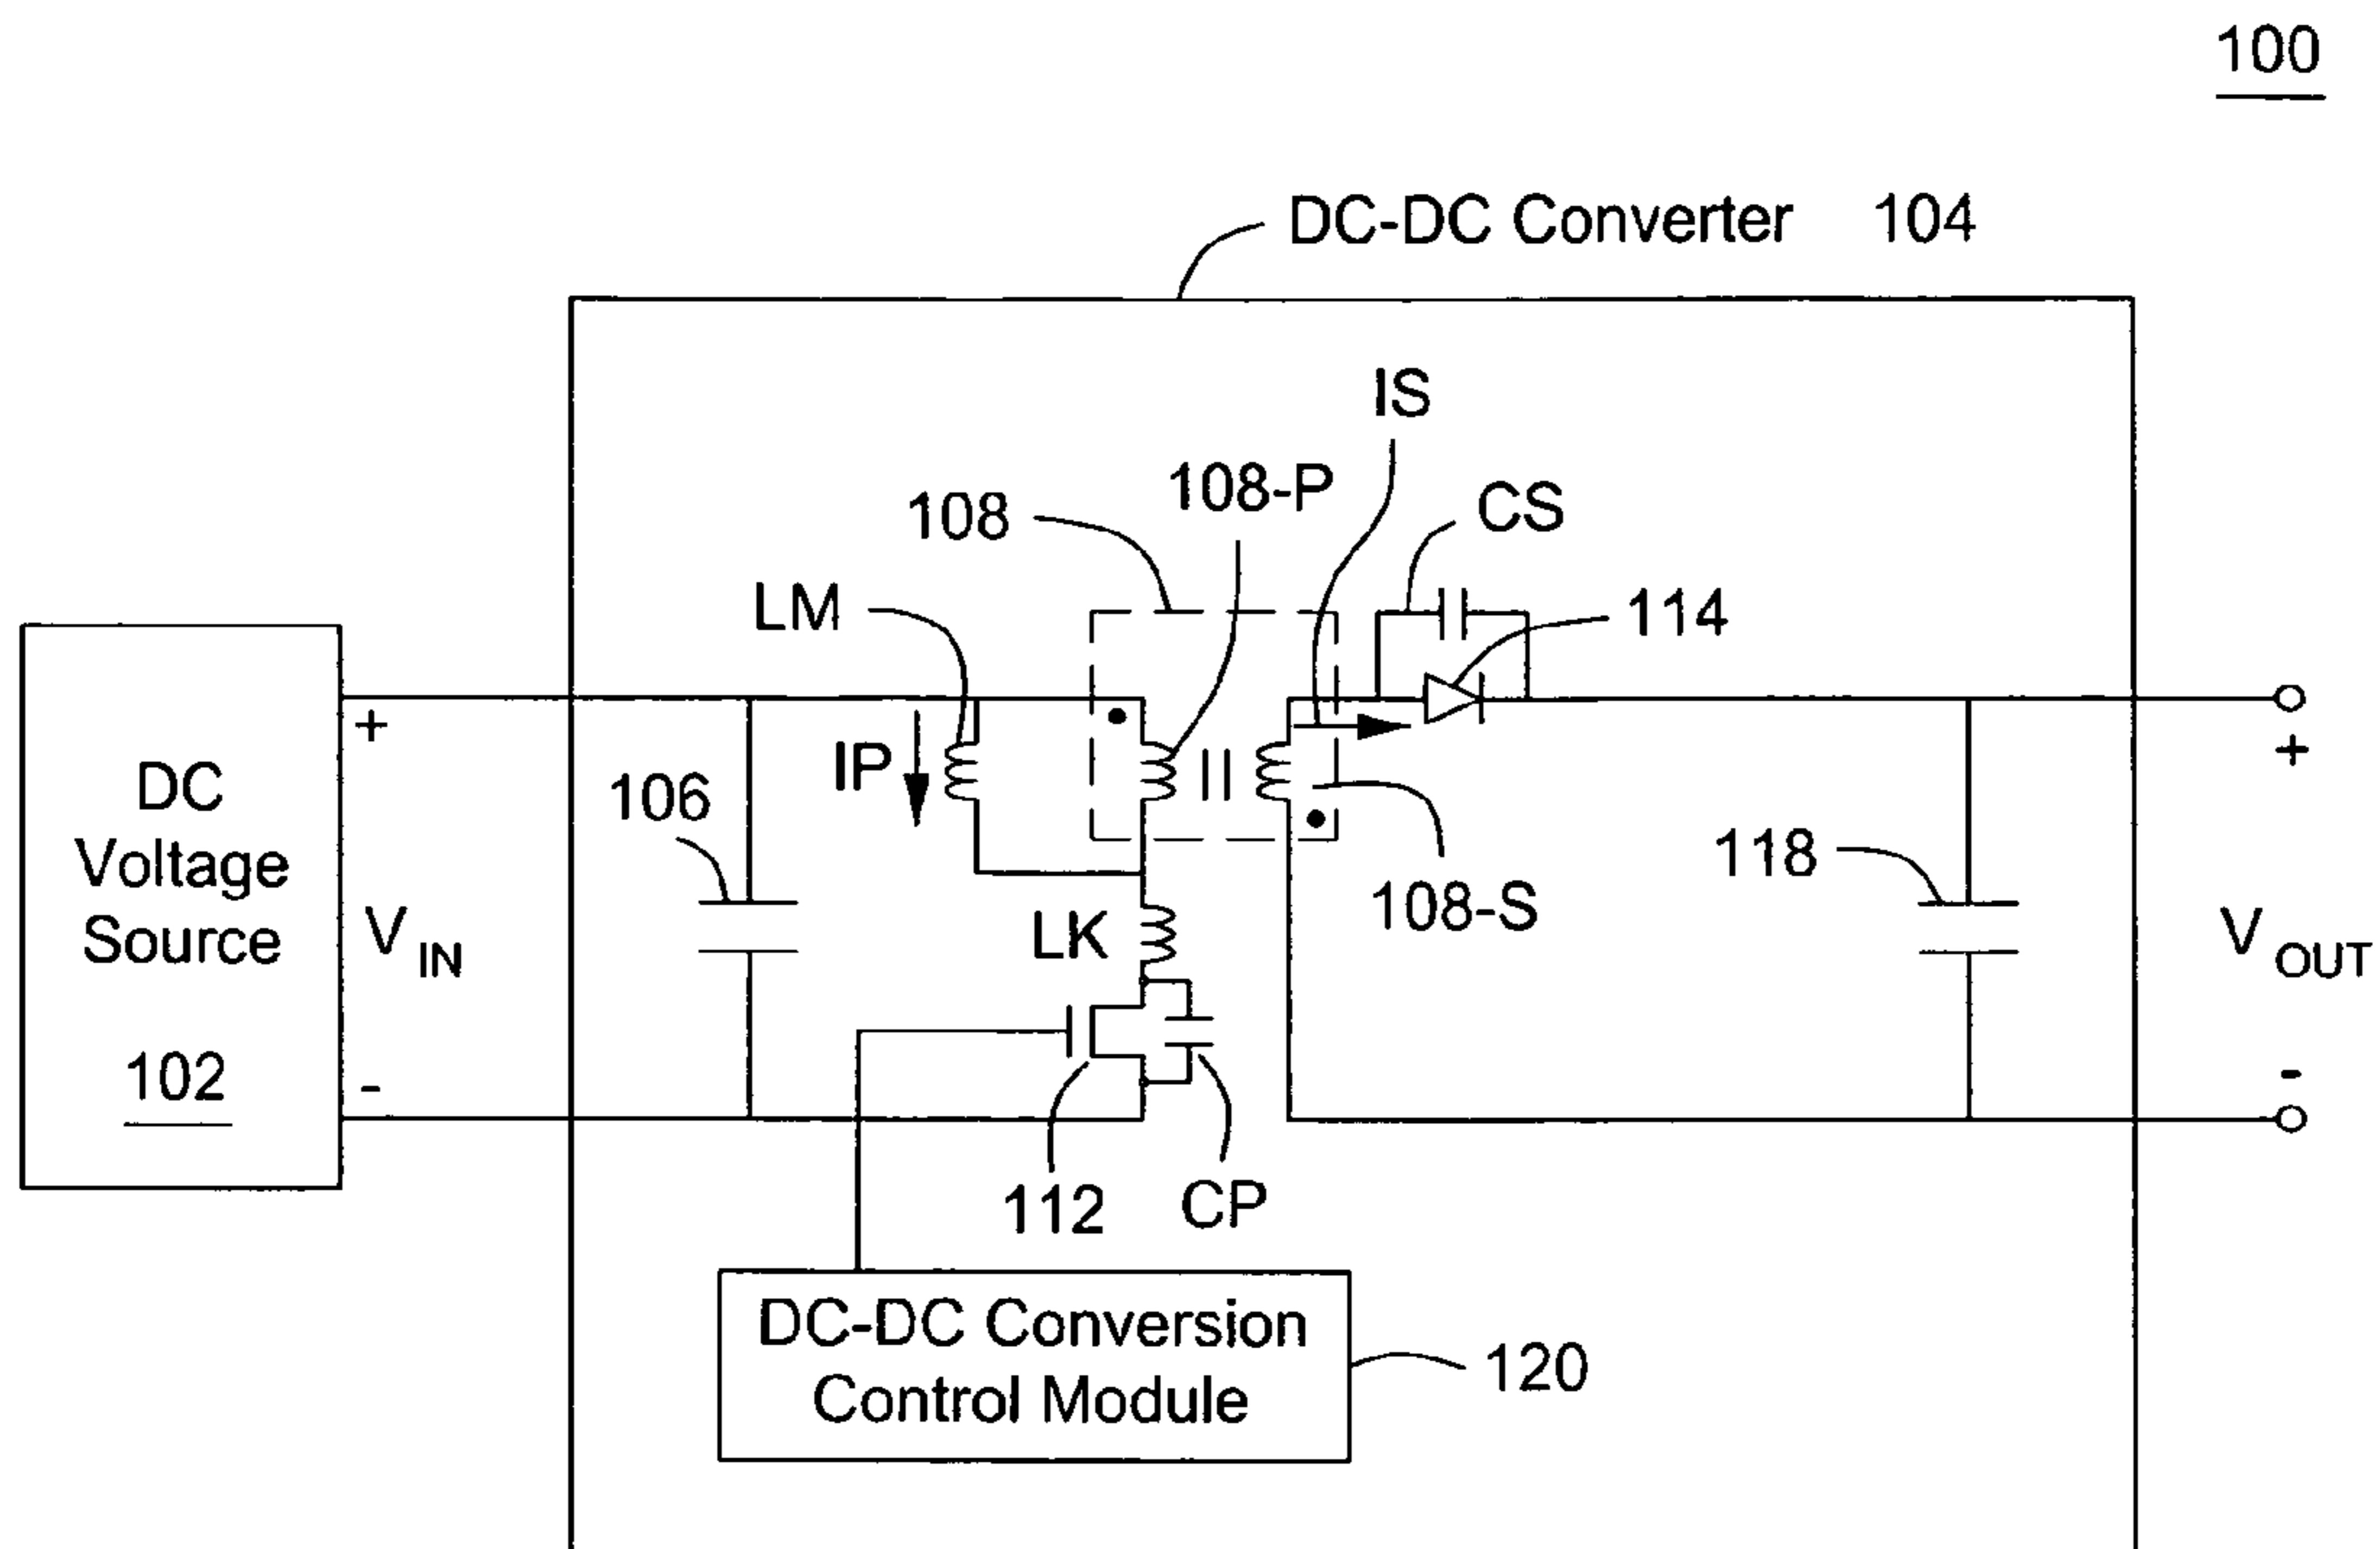 100
DC-DC Converter 104
IS
108-P
108
CS
LM
114
+
IP
+
DC
Voltage
Source
106
118
108-S
V IN
LK
V OUT
102
-
-
112
CP
DC-DC Conversion
Control Module
120